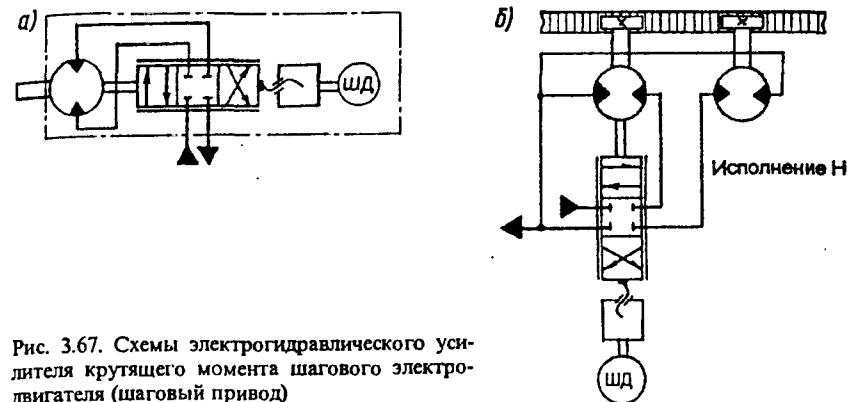 а)
б)
ШД
Исполнение Н
Рис. 3.67. Схемы электрогидравлического уси-
лителя крутящего момента шагового электро-
двигателя (шаговый привод)
ШД